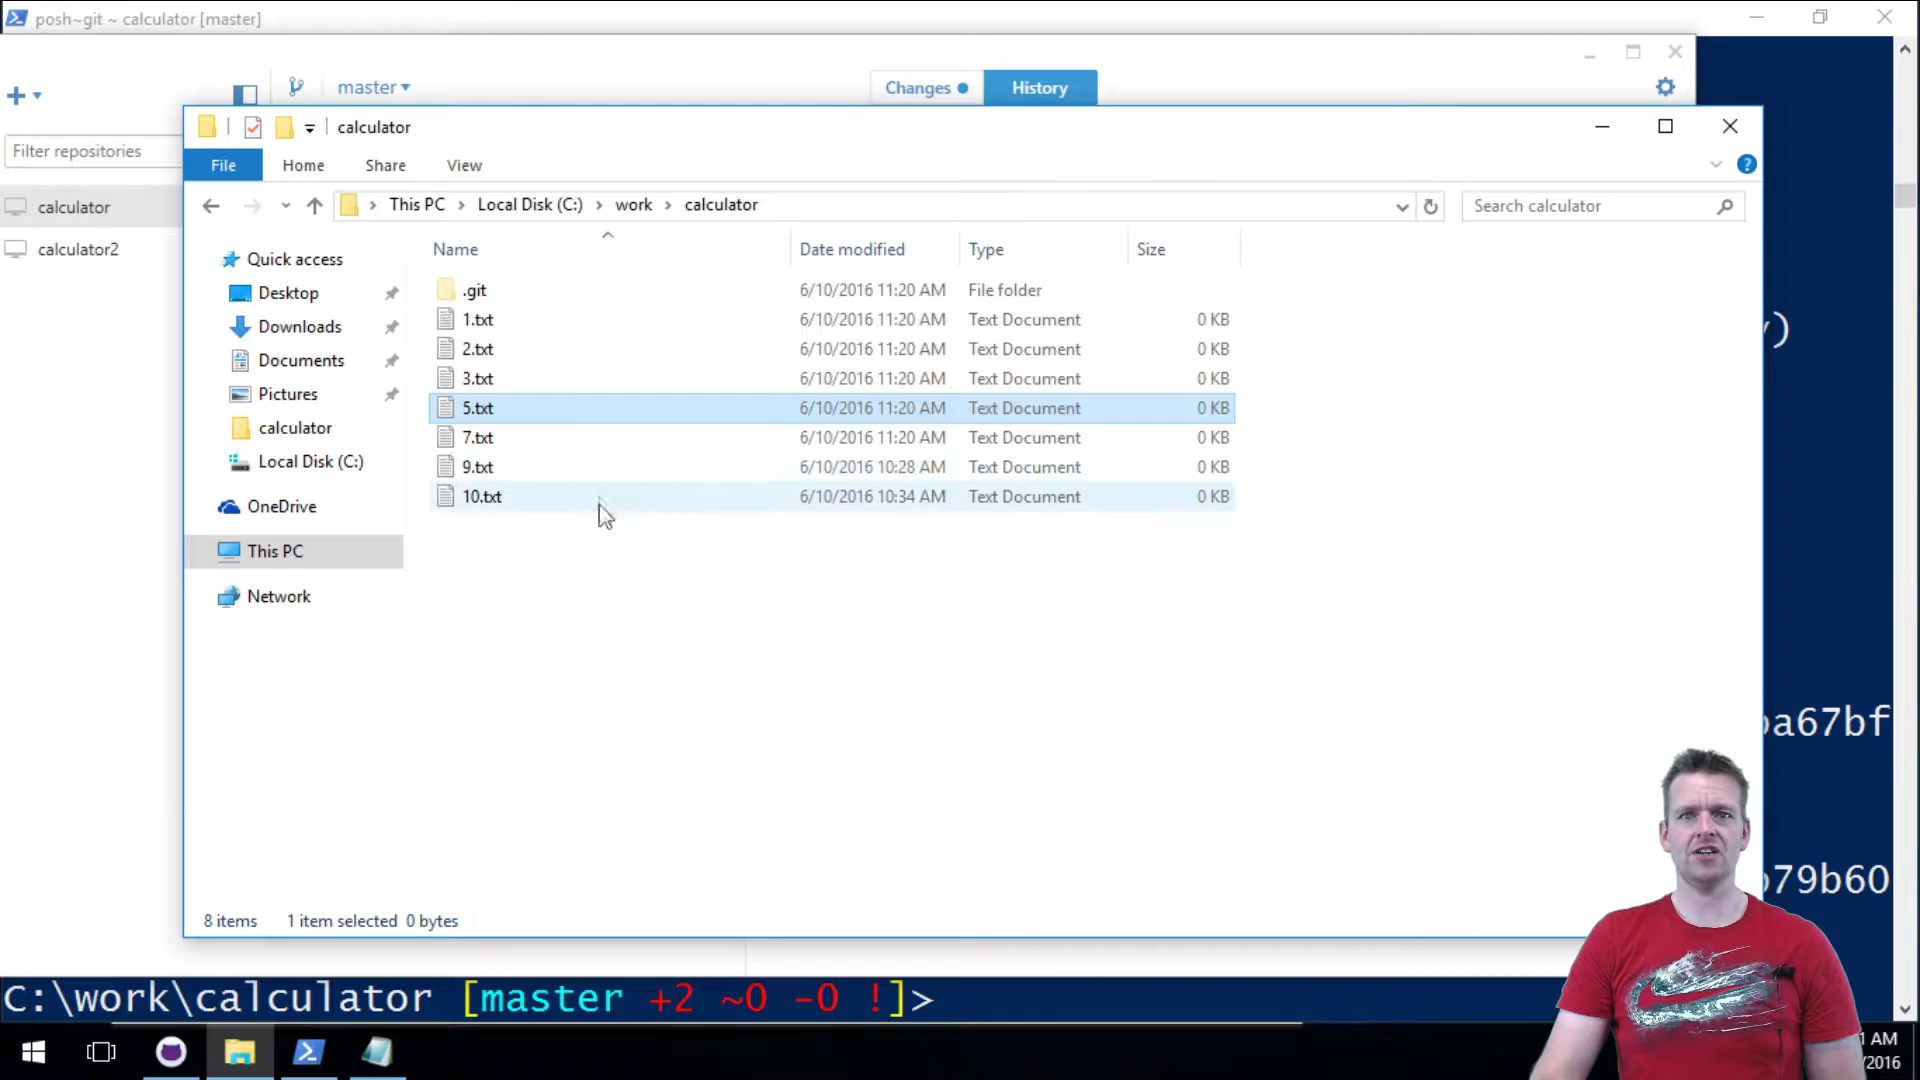 posh~git ~ calculator [master]
master
Changes
History
Filter repositories
calculator
calculator2
calculator
File
Home
Share
View
This PC
Local Disk (C:)
work
calculator
Search calculator
Quick access
Desktop
Downloads
Documents
Pictures
calculator
Local Disk (C:)
OneDrive
This PC
Network
Name Date modified Type Size
.git 6/10/2016 11:20 AM File folder
1.txt 6/10/2016 11:20 AM Text Document 0 KB
2.txt 6/10/2016 11:20 AM Text Document 0 KB
3.txt 6/10/2016 11:20 AM Text Document 0 KB
5.txt 6/10/2016 11:20 AM Text Document 0 KB
7.txt 6/10/2016 11:20 AM Text Document 0 KB
9.txt 6/10/2016 10:28 AM Text Document 0 KB
10.txt 6/10/2016 10:34 AM Text Document 0 KB
a67bf
79b60
8 items 1 item selected 0 bytes
C:\work\calculator [master +2 ~0 -0 !]>
AM
2016